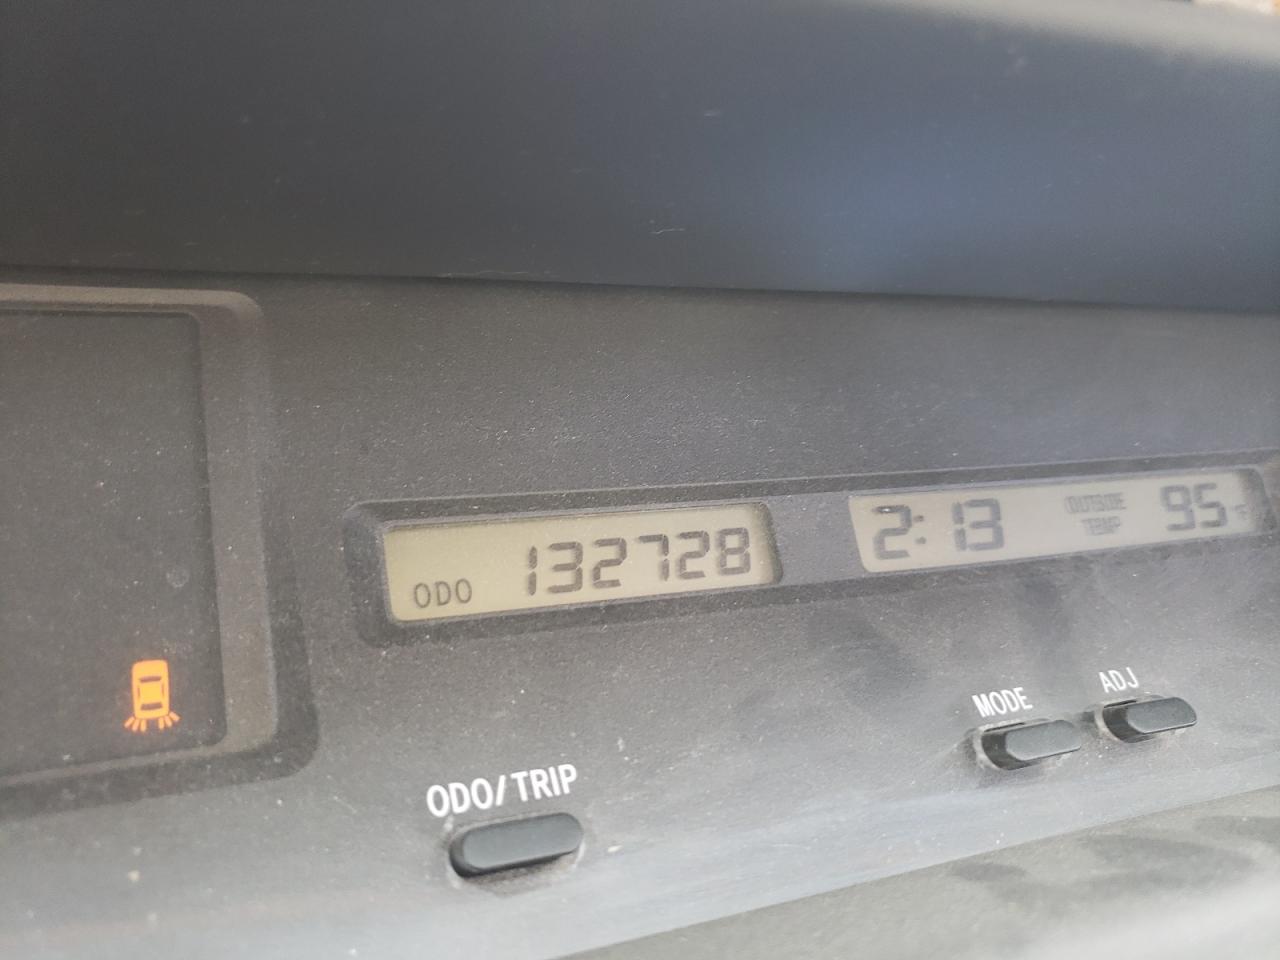 ODO 132728
2:13 OUTSIDE TEMP 95°F
MODE ADJ
ODO/TRIP